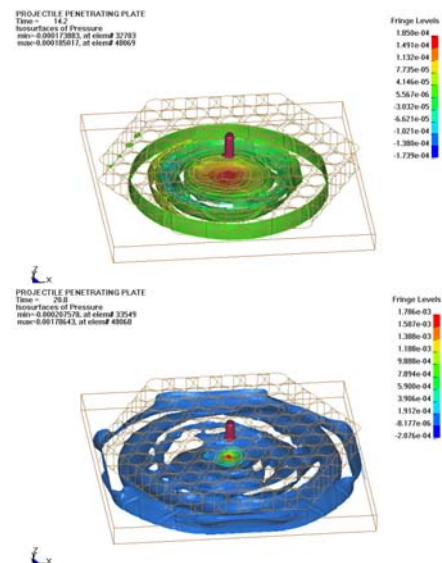 PROJECTILE PENETRATING PLATE
Time = 14.2
Isosurfaces of Pressure
min=-0.000173883, at elem# 32703
max=0.000185017, at elem# 48069
Fringe Levels
1.850e-04
1.491e-04
1.132e-04
7.735e-05
4.146e-05
5.567e-06
-3.032e-05
-6.621e-05
-1.021e-04
-1.380e-04
-1.739e-04
Z
X
PROJECTILE PENETRATING PLATE
Time = 20.8
Isosurfaces of Pressure
min=-0.000207578, at elem# 33549
max=0.00178643, at elem# 48068
Fringe Levels
1.786e-03
1.587e-03
1.388e-03
1.188e-03
9.888e-04
7.894e-04
5.900e-04
3.906e-04
1.912e-04
-8.177e-06
-2.076e-04
Z
X